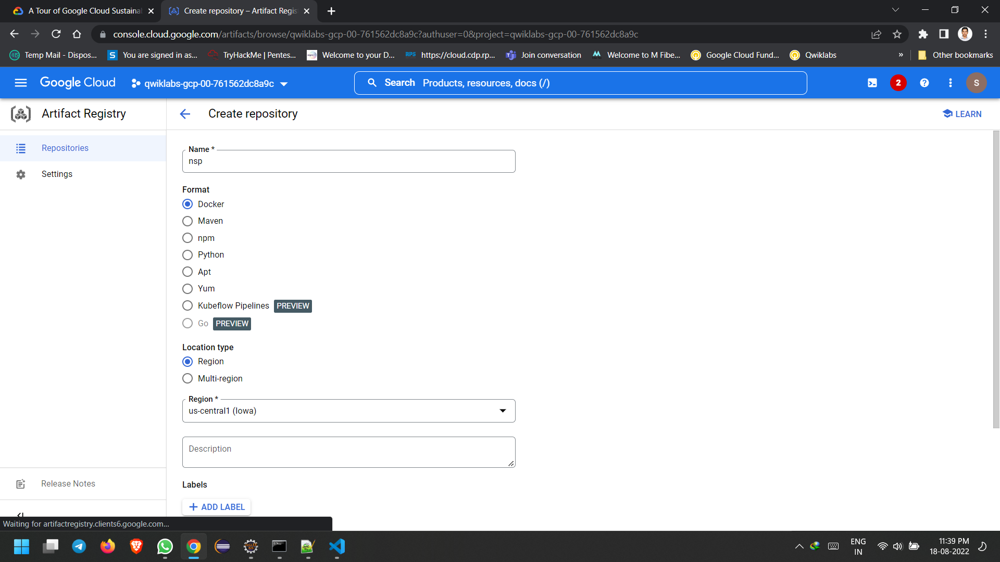 A Tour of Google Cloud Sustaina
Create repository – Artifact Regis
console.cloud.google.com/artifacts/browse/qwiklabs-gcp-00-761562dc8a9c?authuser=0&project=qwiklabs-gcp-00-761562dc8a9c
Temp Mail - Dispos...
S
You are signed in as...
TryHackMe | Pentes...
Welcome to your D...
RPS
https://cloud.cdp.rp...
Join conversation
Welcome to M Fibe...
Google Cloud Fund...
Qwiklabs
»
Other bookmarks
Google Cloud
qwiklabs-gcp-00-761562dc8a9c
Search Products, resources, docs (/)
2
?
S
Artifact Registry
Create repository
LEARN
Repositories
Settings
Name *
nsp
Format
Docker
Maven
npm
Python
Apt
Yum
Kubeflow Pipelines PREVIEW
Go PREVIEW
Location type
Region
Multi-region
Region *
us-central1 (Iowa)
Description
Labels
+ ADD LABEL
Release Notes
Waiting for artifactregistry.clients6.google.com...
ENG
IN
11:39 PM
18-08-2022